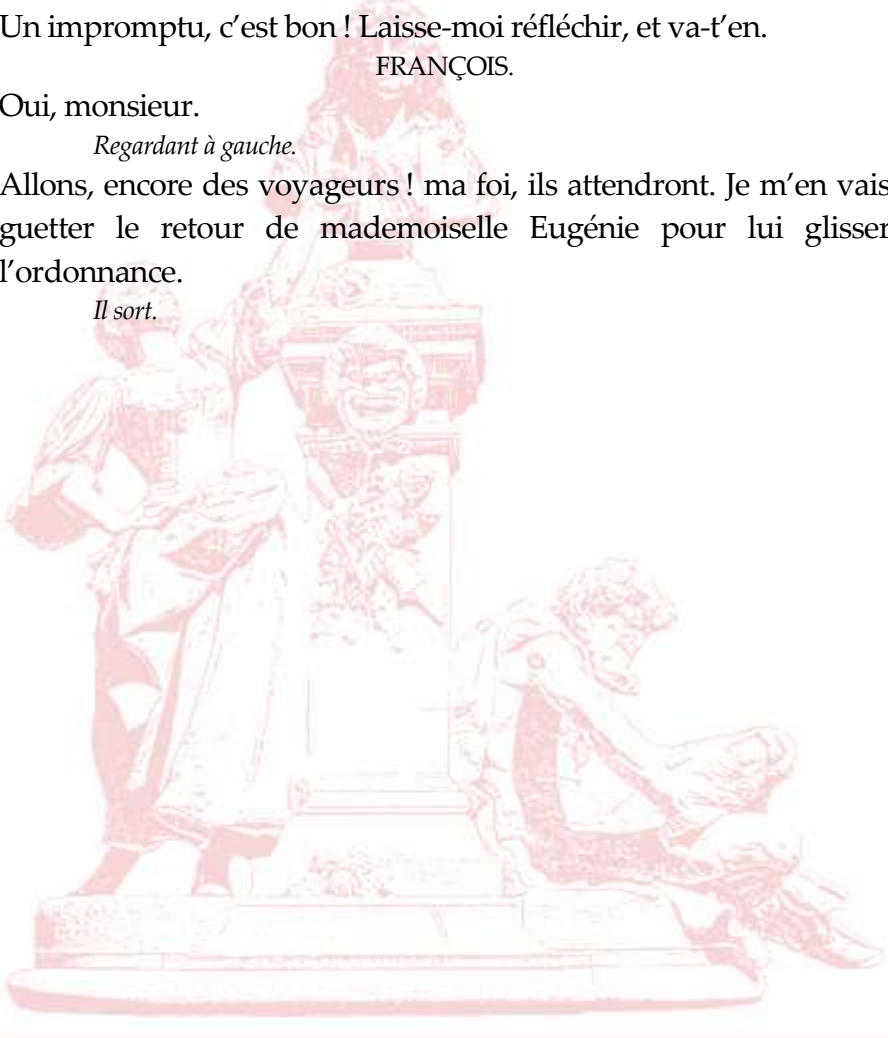 Un impromptu, c’est bon ! Laisse-moi réfléchir, et va-t’en.
FRANÇOIS.
Oui, monsieur.
Regardant à gauche.
Allons, encore des voyageurs ! ma foi, ils attendront. Je m’en vais
guetter le retour de mademoiselle Eugénie pour lui glisser
l’ordonnance.
Il sort.